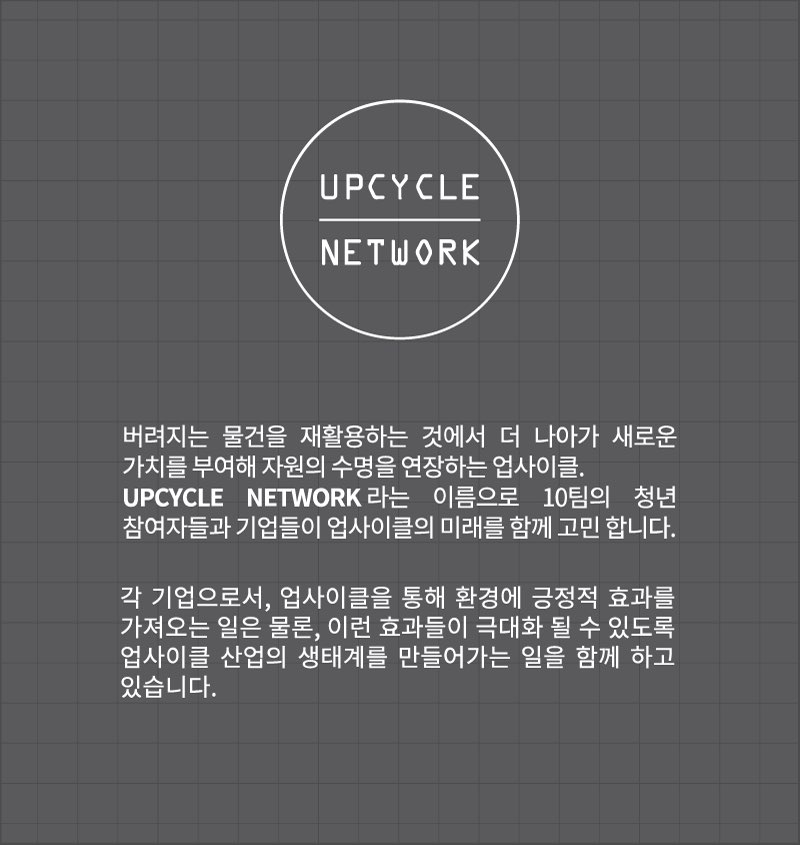 UPCYCLE
NETWORK
버려지는 물건을 재활용하는 것에서 더 나아가 새로운
가치를 부여해 자원의 수명을 연장하는 업사이클.
UPCYCLE NETWORK 라는 이름으로 10팀의 청년
참여자들과 기업들이 업사이클의 미래를 함께 고민 합니다.
각 기업으로서, 업사이클을 통해 환경에 긍정적 효과를
가져오는 일은 물론, 이런 효과들이 극대화 될 수 있도록
업사이클 산업의 생태계를 만들어가는 일을 함께 하고
있습니다.